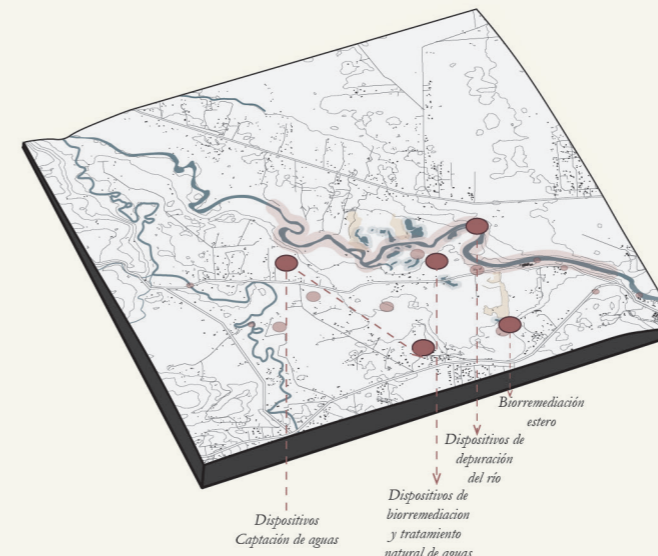 Biorremediación
estero
Dispositivos de
depuración
del río
Dispositivos de
biorremediacion
y tratamiento
natural de aguas
Dispositivos
Captación de aguas